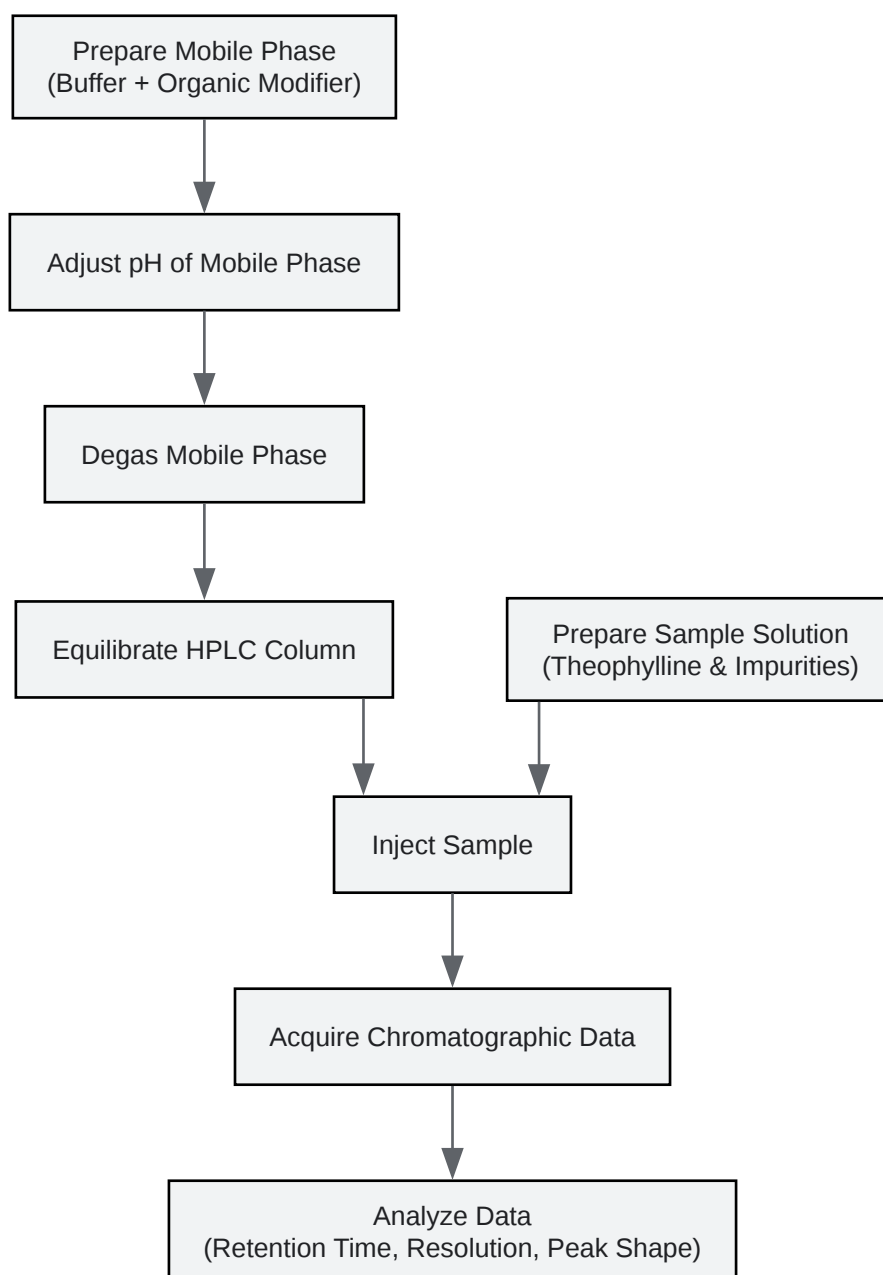 Prepare Mobile Phase
(Buffer + Organic Modifier)
Adjust pH of Mobile Phase
Degas Mobile Phase
Equilibrate HPLC Column
Prepare Sample Solution
(Theophylline & Impurities)
Inject Sample
Acquire Chromatographic Data
Analyze Data
(Retention Time, Resolution, Peak Shape)